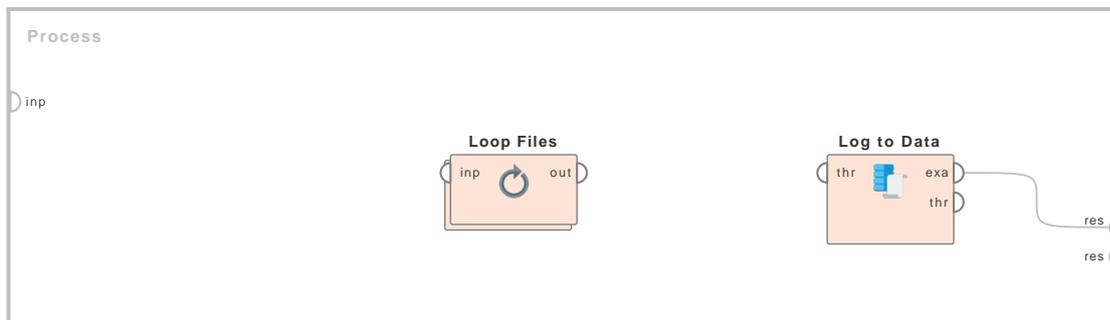 Process
inp
Loop Files
inp
out
Log to Data
thr
exa
thr
res
res